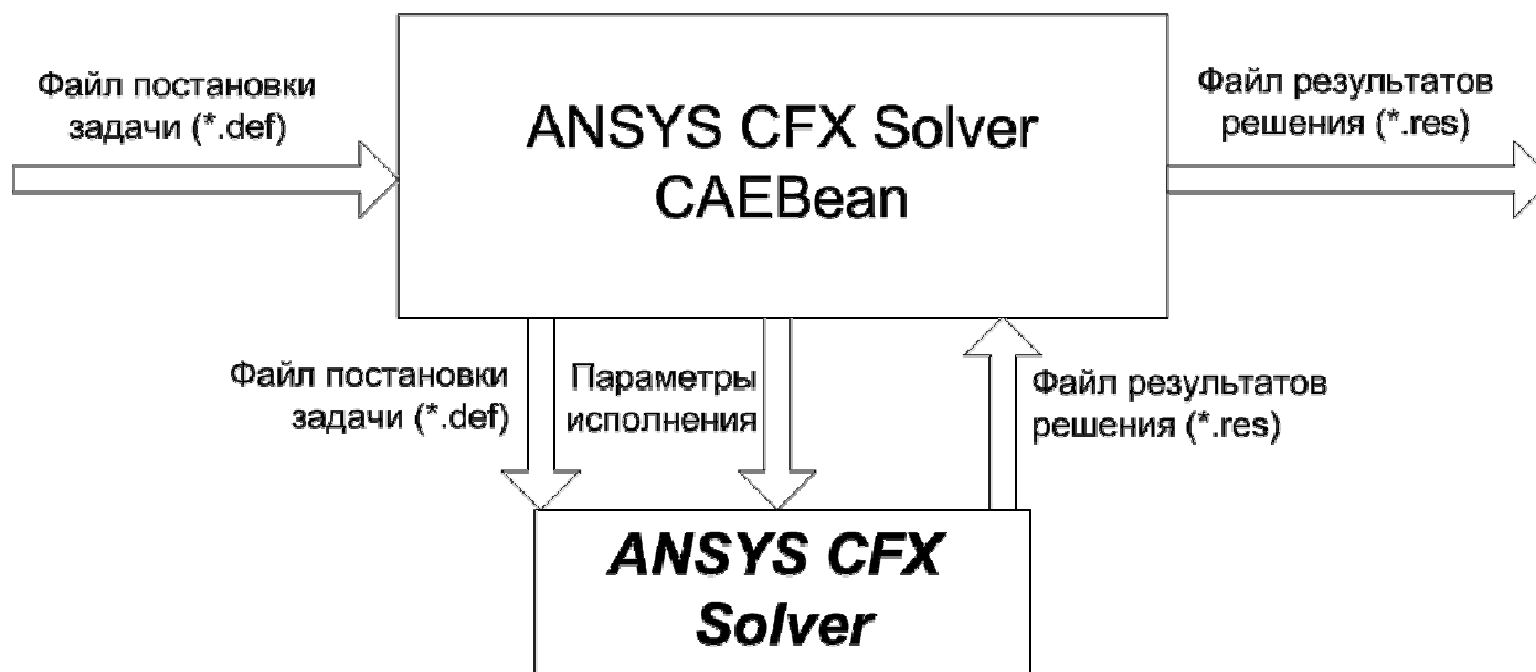 Файл постановки
задачи (*.def)
ANSYS CFX Solver
CAEBean
Файл результатов
решения (*.res)
Файл постановки
задачи (*.def)
Параметры
исполнения
Файл результатов
решения (*.res)
ANSYS CFX
Solver